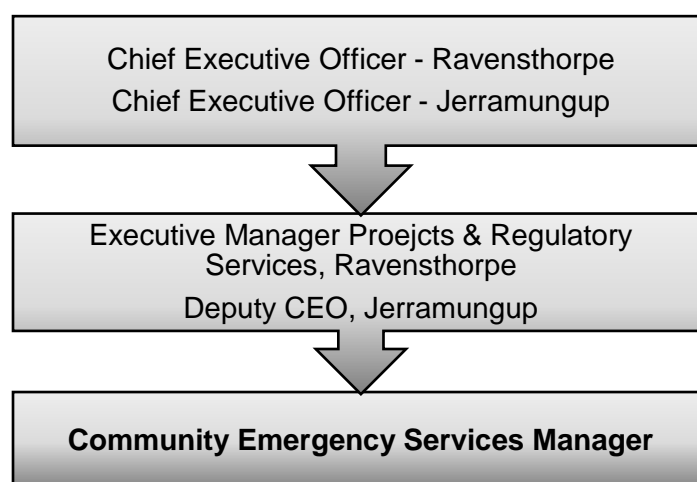 Chief Executive Officer - Ravensthorpe
Chief Executive Officer - Jerramungup
Executive Manager Proejcts & Regulatory
Services, Ravensthorpe
Deputy CEO, Jerramungup
Community Emergency Services Manager